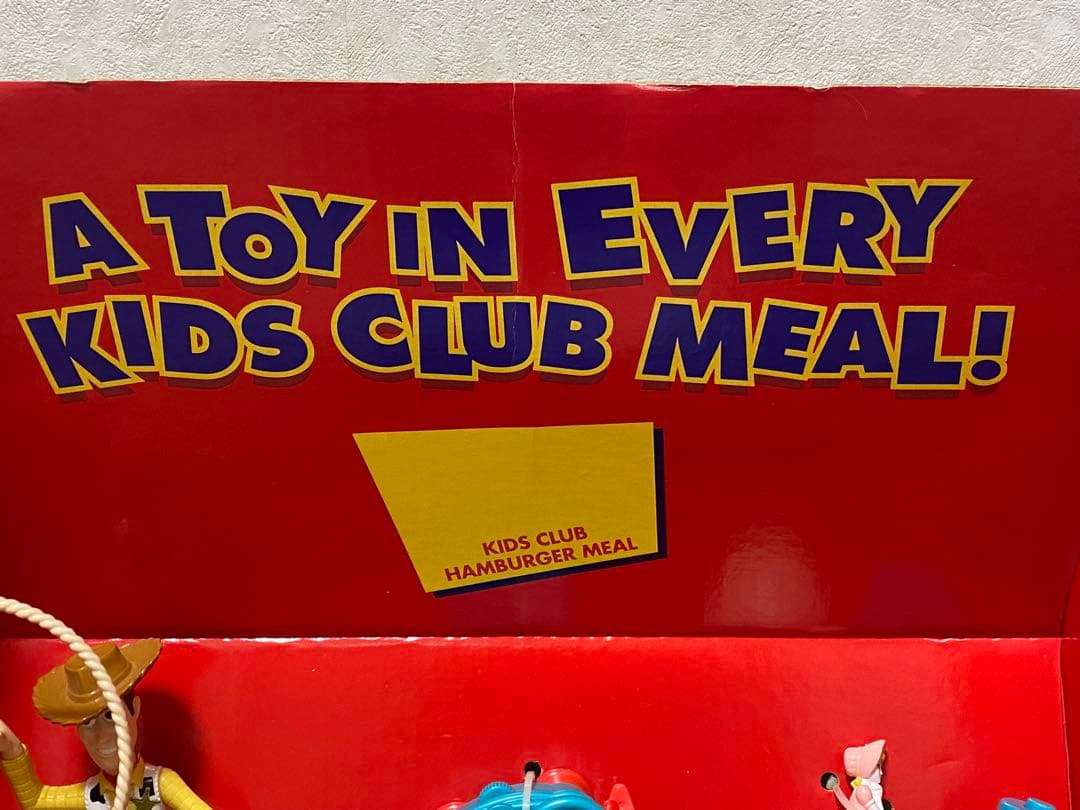 A TOY IN EVERY
KIDS CLUB MEAL!
KIDS CLUB
HAMBURGER MEAL